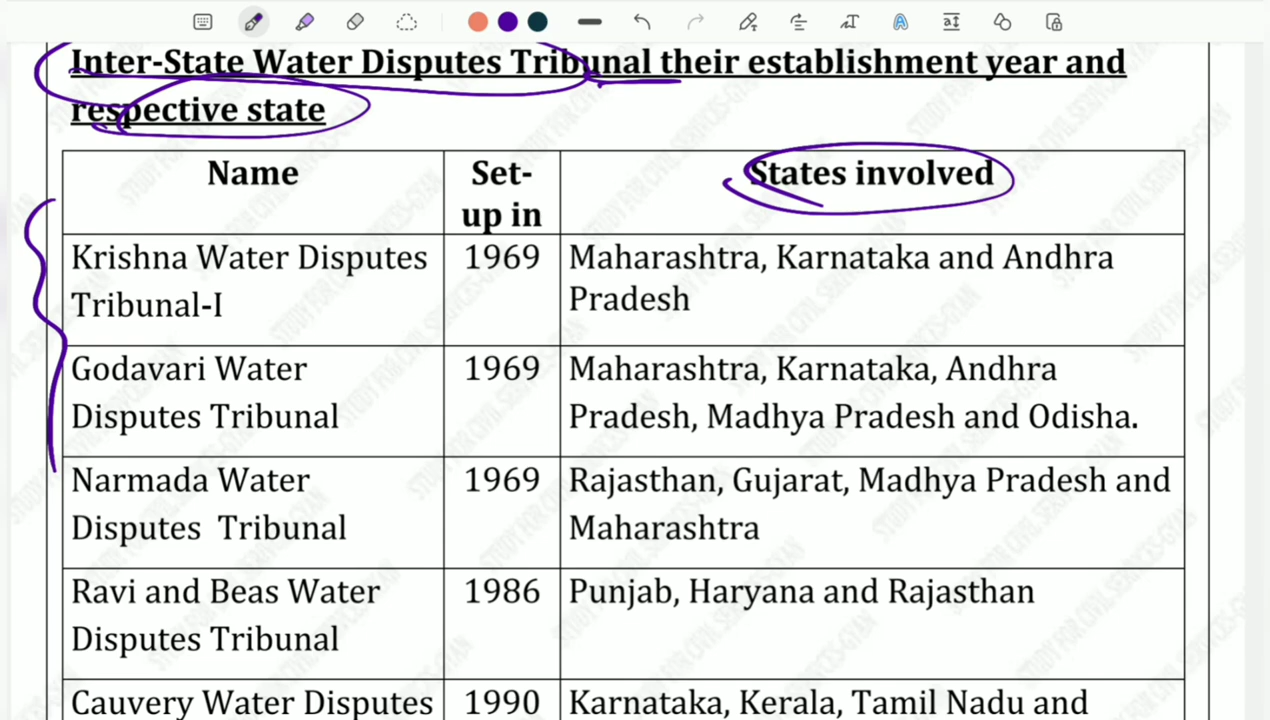 Inter-State Water Disputes Tribunal their establishment year and
respective state
Name
Set-
up in
States involved
Krishna Water Disputes
Tribunal-I
1969
Maharashtra, Karnataka and Andhra
Pradesh
Godavari Water
Disputes Tribunal
1969
Maharashtra, Karnataka, Andhra
Pradesh, Madhya Pradesh and Odisha.
Narmada Water
Disputes Tribunal
1969
Rajasthan, Gujarat, Madhya Pradesh and
Maharashtra
Ravi and Beas Water
Disputes Tribunal
1986
Punjab, Haryana and Rajasthan
Cauvery Water Disputes
1990
Karnataka, Kerala, Tamil Nadu and